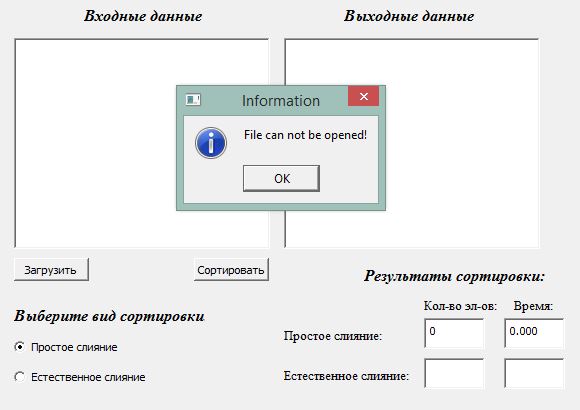 Входные данные
Выходные данные
Information
File can not be opened!
OK
Загрузить
Сортировать
Результаты сортировки:
Кол-во эл-ов:
Время:
Выберите вид сортировки
Простое слияние
Естественное слияние
Простое слияние:
0
0.000
Естественное слияние: